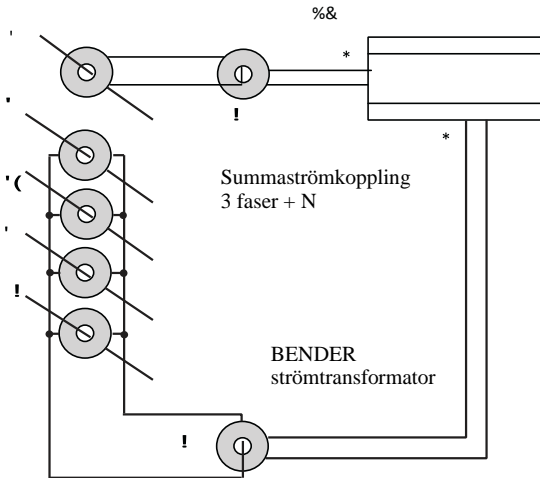 %&
'
*
'
!
*
'(
Summaströmkoppling
3 faser + N
'
!
BENDER
strömtransformator
!